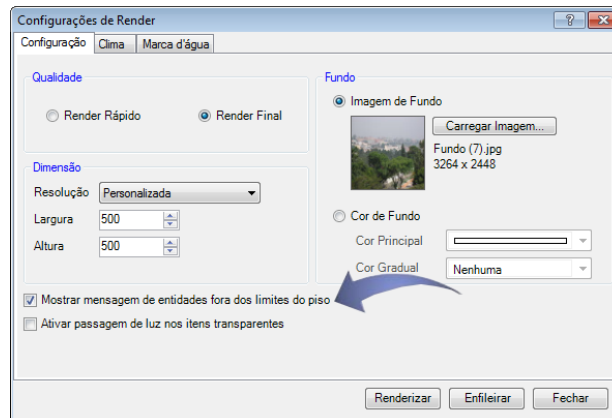 Configurações de Render
Configuração Clima Marca d'água
Qualidade
Render Rápido Render Final
Dimensão
Resolução Personalizada
Largura 500
Altura 500
Fundo
Imagem de Fundo
Carregar Imagem...
Fundo (7).jpg
3264 x 2448
Cor de Fundo
Cor Principal
Cor Gradual Nenhuma
Mostrar mensagem de entidades fora dos limites do piso
Ativar passagem de luz nos itens transparentes
Renderizar Enfileirar Fechar